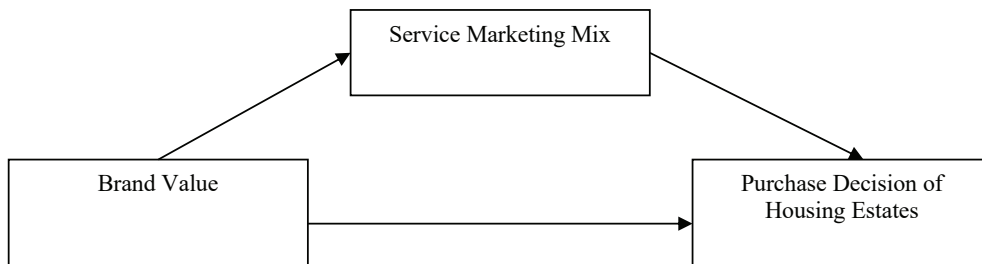 Service Marketing Mix
Brand Value
Purchase Decision of
Housing Estates